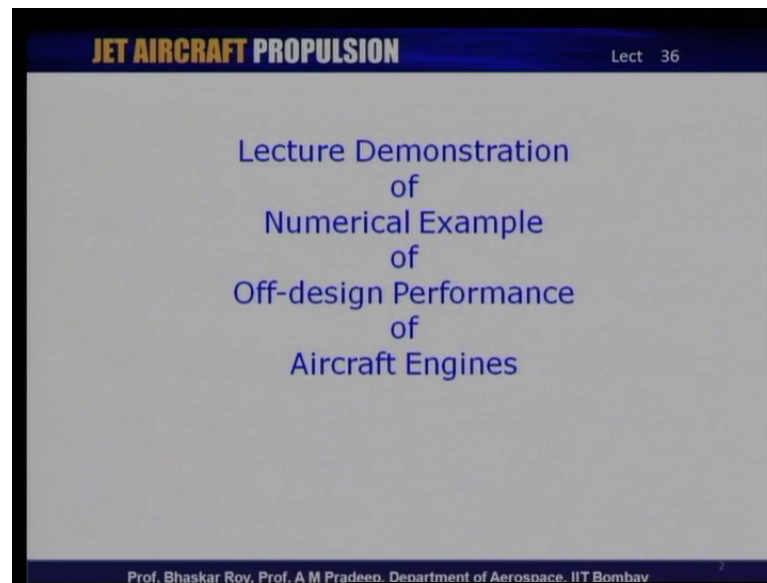 JET AIRCRAFT PROPULSION Lect 36
Lecture Demonstration
of
Numerical Example
of
Off-design Performance
of
Aircraft Engines
2
Prof. Bhaskar Roy, Prof. A M Pradeep, Department of Aerospace, IIT Bombay